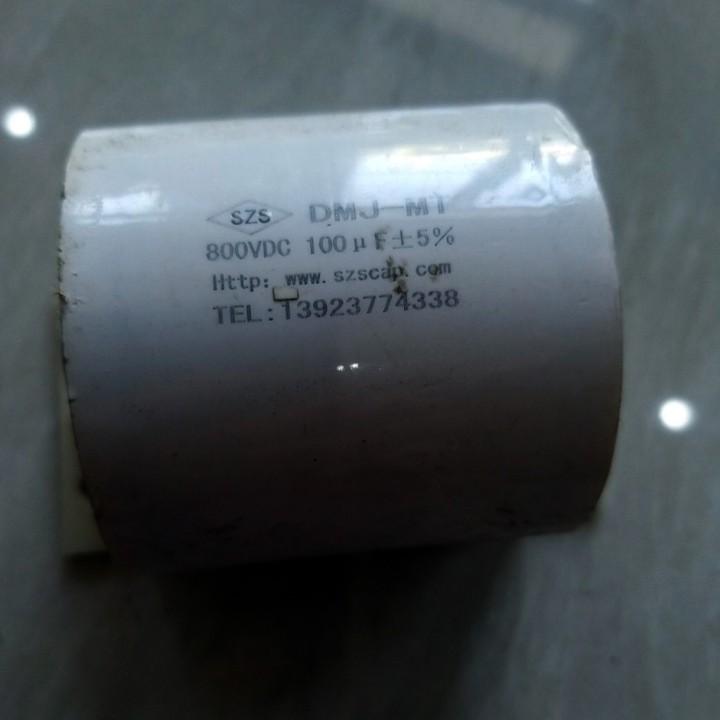 SZS DMJ-MT
800VDC 100μF±5%
Http: www.szscap.com
TEL:13923774338